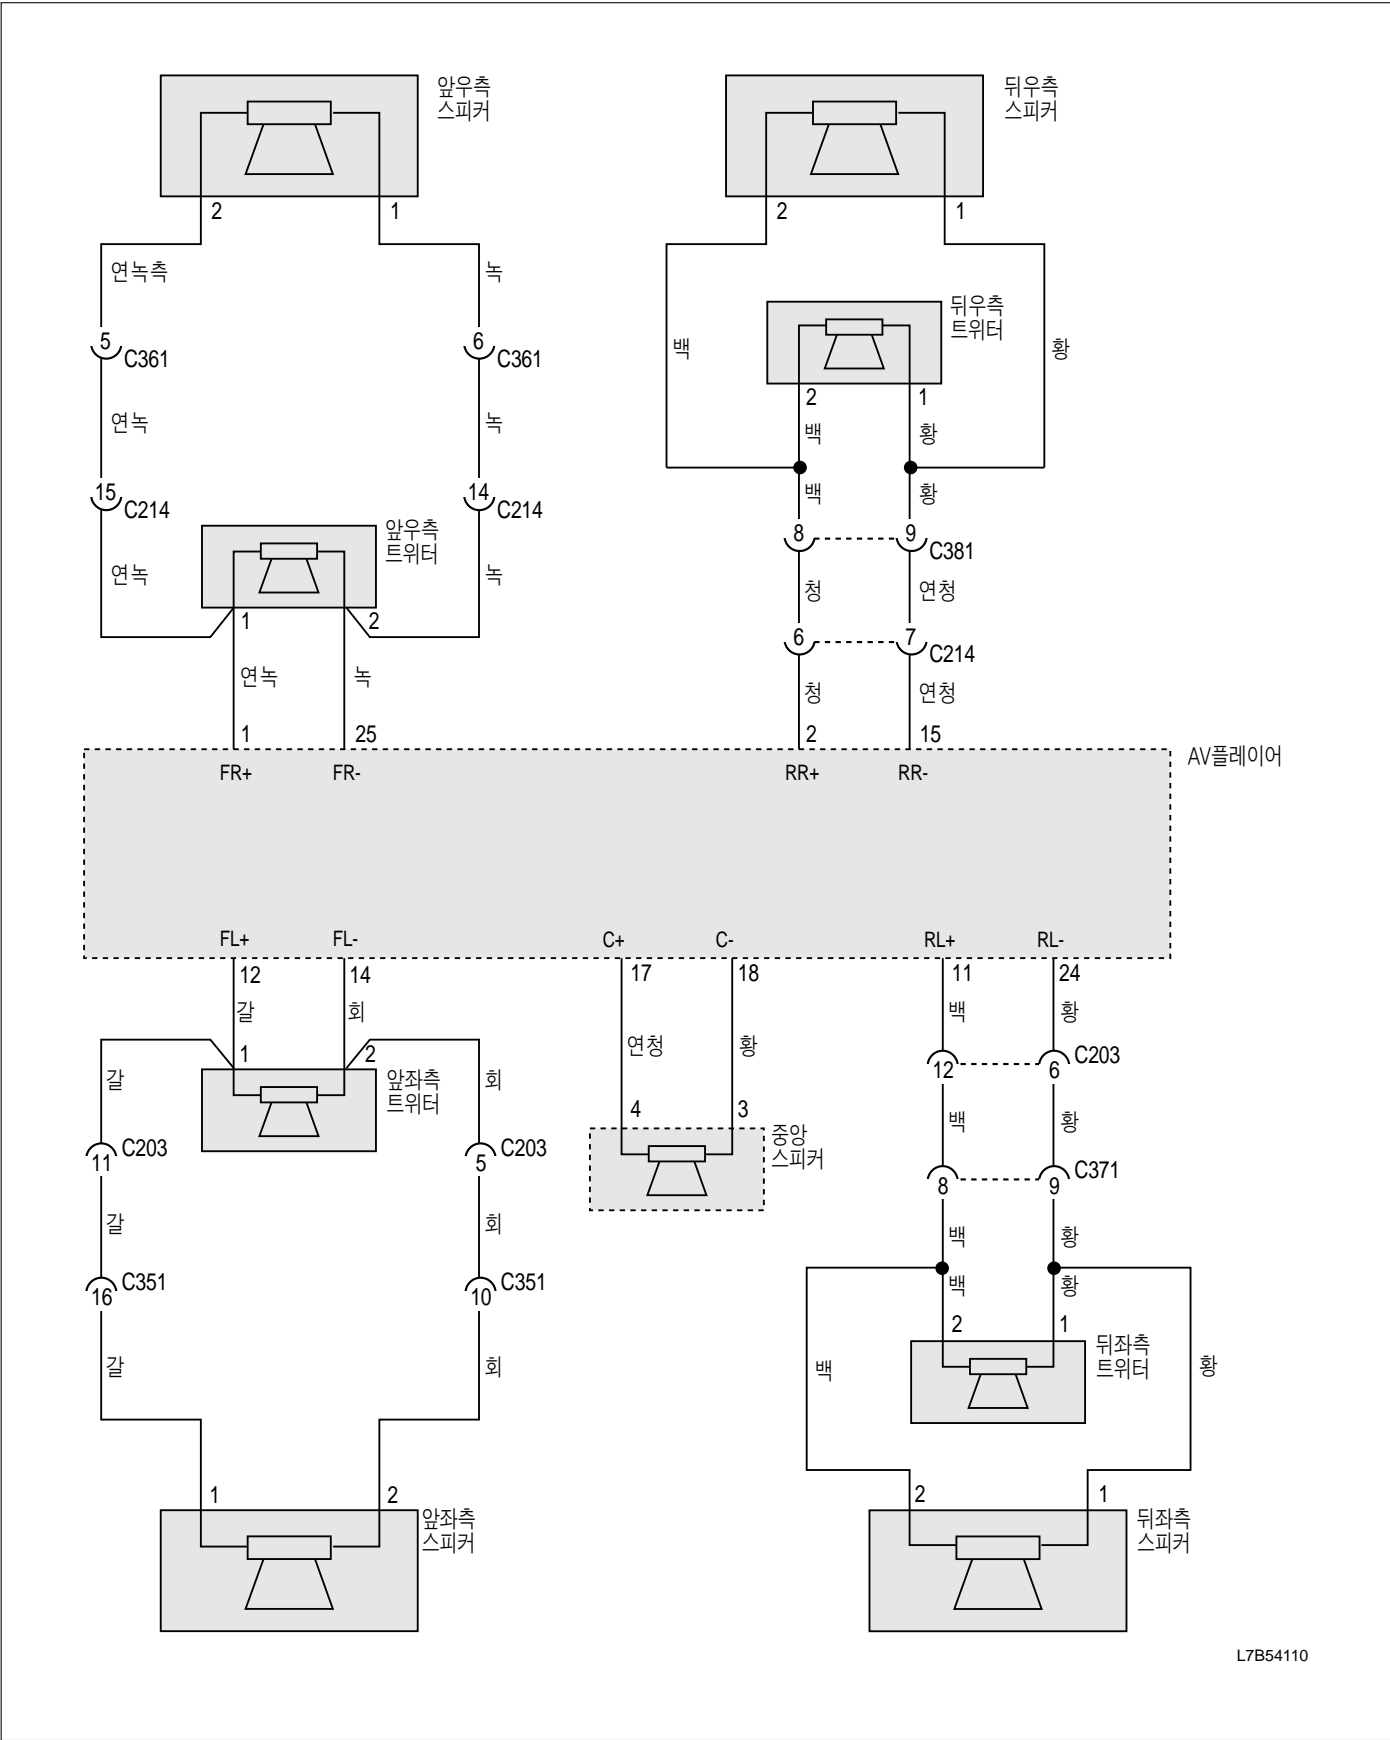 앞우측
스피커
뒤우측
스피커
2
1
2
1
연녹측
녹
뒤우측
트위터
5
C361
6
C361
백
황
2
1
연녹
녹
백
황
15
C214
14
C214
백
황
앞우측
트위터
8
9
C381
연녹
녹
청
연청
1
2
6
7
C214
연녹
녹
청
연청
1
25
2
15
AV플레이어
FR+
FR-
RR+
RR-
FL+
FL-
C+
C-
RL+
RL-
12
14
17
18
11
24
갈
회
백
황
연청
황
1
2
12
6
C203
갈
회
앞좌측
트위터
4
3
백
황
중앙
스피커
11
C203
5
C203
8
9
C371
갈
회
백
황
16
C351
10
C351
백
황
2
1
뒤좌측
트위터
갈
회
백
황
1
2
2
1
앞좌측
스피커
뒤좌측
스피커
L7B54110